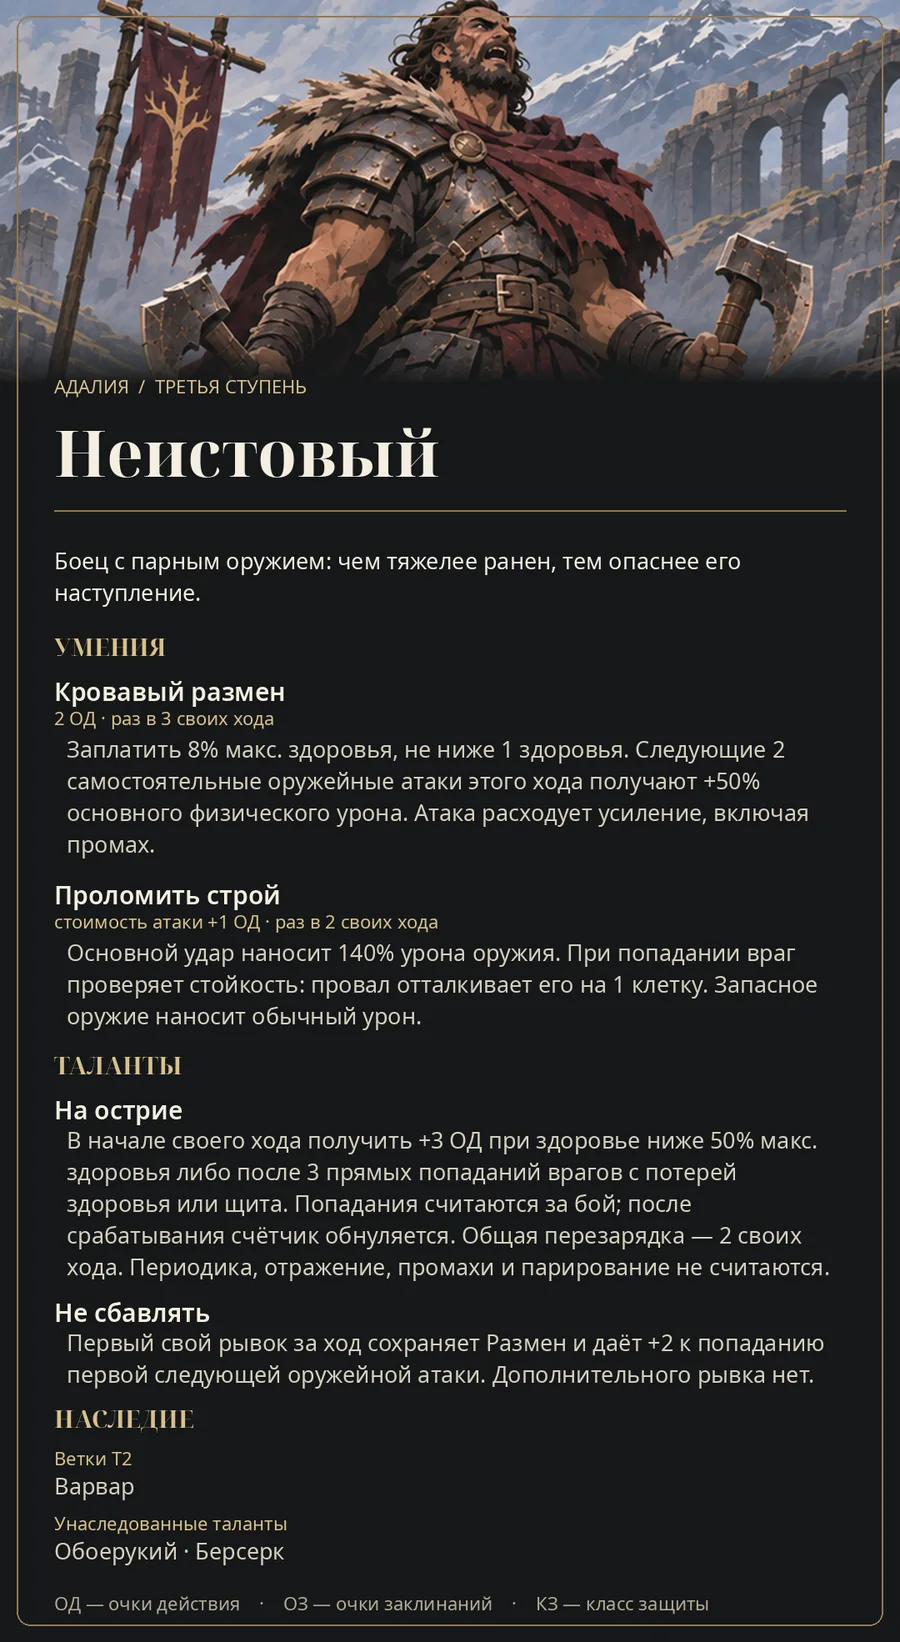 АДАЛИЯ / ТРЕТЬЯ СТУПЕНЬ
Неистовый
Боец с парным оружием: чем тяжелее ранен, тем опаснее его
наступление.
УМЕНИЯ
Кровавый размен
2 ОД · раз в 3 своих хода
Заплатить 8% макс. здоровья, не ниже 1 здоровья. Следующие 2
самостоятельные оружейные атаки этого хода получают +50%
основного физического урона. Атака расходует усиление, включая
промах.
Проломить строй
стоимость атаки +1 ОД · раз в 2 своих хода
Основной удар наносит 140% урона оружия. При попадании враг
проверяет стойкость: провал отталкивает его на 1 клетку. Запасное
оружие наносит обычный урон.
ТАЛАНТЫ
На острие
В начале своего хода получить +3 ОД при здоровье ниже 50% макс.
здоровья либо после 3 прямых попаданий врагов с потерей
здоровья или щита. Попадания считаются за бой; после
срабатывания счётчик обнуляется. Общая перезарядка — 2 своих
хода. Периодика, отражение, промахи и парирование не считаются.
Не сбавлять
Первый свой рывок за ход сохраняет Размен и даёт +2 к попаданию
первой следующей оружейной атаки. Дополнительного рывка нет.
НАСЛЕДИЕ
Ветки Т2
Варвар
Унаследованные таланты
Обоерукий · Берсерк
ОД — очки действия · ОЗ — очки заклинаний · КЗ — класс защиты